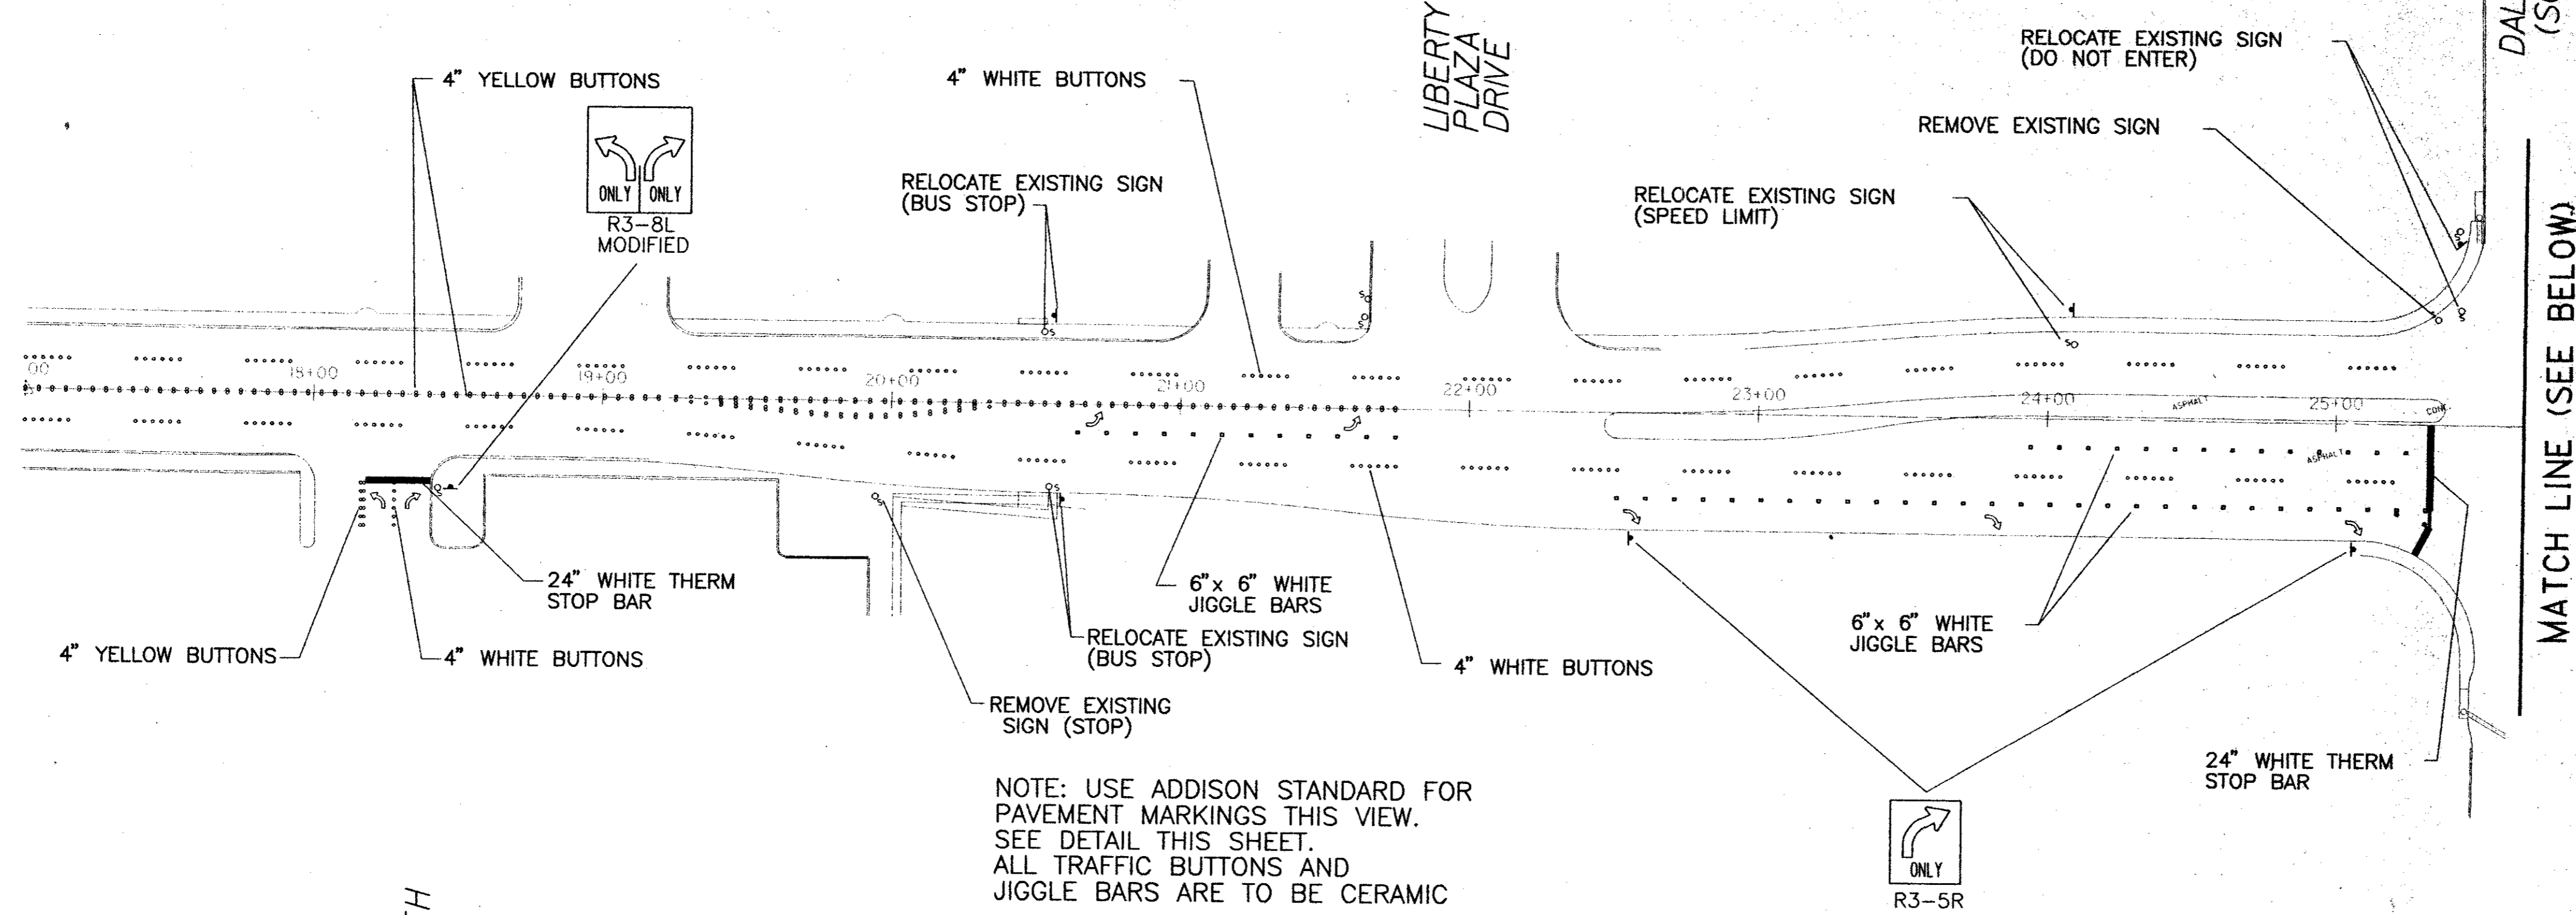 4" YELLOW BUTTONS
ONLY ONLY
R3-8L
MODIFIED
4" WHITE BUTTONS
RELOCATE EXISTING SIGN
(BUS STOP)
LIBERTY
PLAZA
DRIVE
RELOCATE EXISTING SIGN
(DO NOT ENTER)
REMOVE EXISTING SIGN
RELOCATE EXISTING SIGN
(SPEED LIMIT)
MATCH LINE (SEE BELOW)
00
18+00
19+00
20+00
21+00
22+00
23+00
24+00
25+00
ASPHALT
CONC
ASPHALT
24" WHITE THERM
STOP BAR
4" YELLOW BUTTONS
4" WHITE BUTTONS
6"x 6" WHITE
JIGGLE BARS
RELOCATE EXISTING SIGN
(BUS STOP)
REMOVE EXISTING
SIGN (STOP)
4" WHITE BUTTONS
6"x 6" WHITE
JIGGLE BARS
24" WHITE THERM
STOP BAR
NOTE: USE ADDISON STANDARD FOR
PAVEMENT MARKINGS THIS VIEW.
SEE DETAIL THIS SHEET.
ALL TRAFFIC BUTTONS AND
JIGGLE BARS ARE TO BE CERAMIC
ONLY
R3-5R